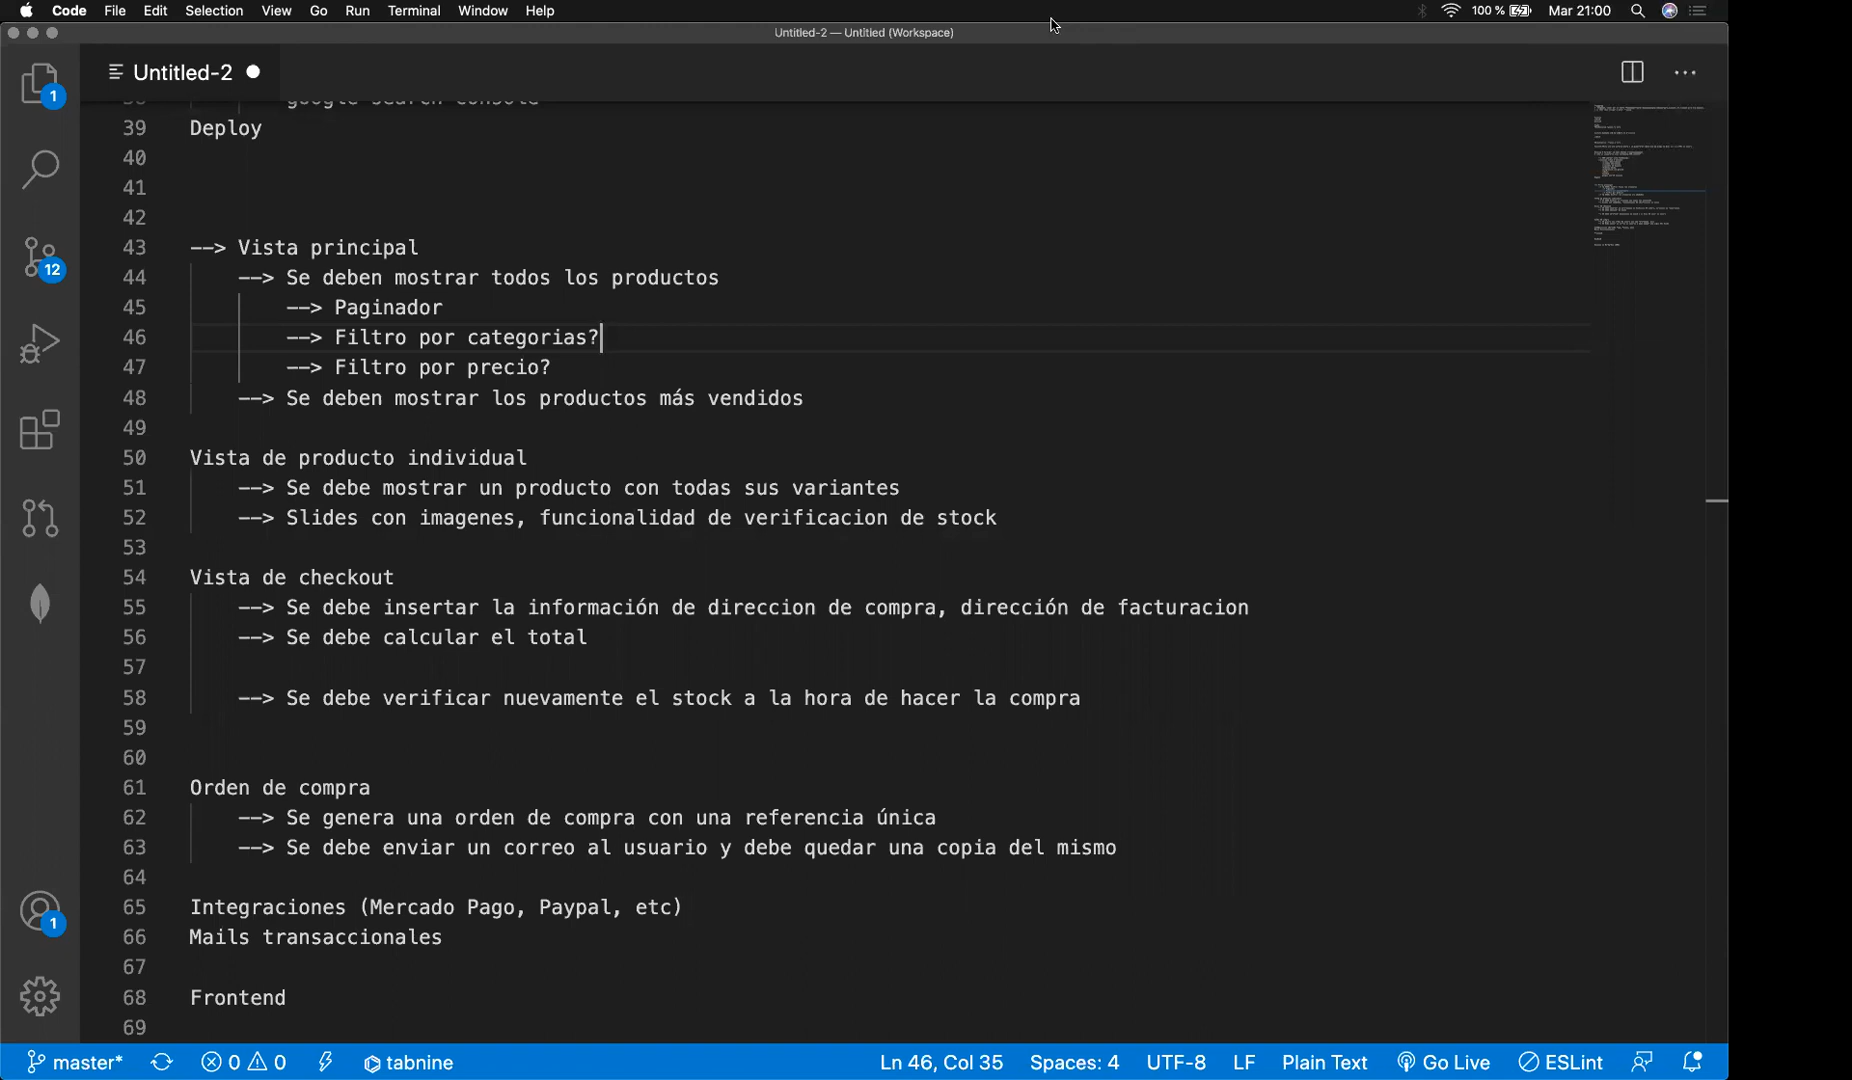 Code File Edit Selection View Go Run Terminal Window Help 100 % Mar 21:00
Untitled-2 — Untitled (Workspace)
Untitled-2
38 google search console
39 Deploy
40
41
42
43 --> Vista principal
44 --> Se deben mostrar todos los productos
45 --> Paginador
46 --> Filtro por categorias?
47 --> Filtro por precio?
48 --> Se deben mostrar los productos más vendidos
49
50 Vista de producto individual
51 --> Se debe mostrar un producto con todas sus variantes
52 --> Slides con imagenes, funcionalidad de verificacion de stock
53
54 Vista de checkout
55 --> Se debe insertar la información de direccion de compra, dirección de facturacion
56 --> Se debe calcular el total
57
58 --> Se debe verificar nuevamente el stock a la hora de hacer la compra
59
60
61 Orden de compra
62 --> Se genera una orden de compra con una referencia única
63 --> Se debe enviar un correo al usuario y debe quedar una copia del mismo
64
65 Integraciones (Mercado Pago, Paypal, etc)
66 Mails transaccionales
67
68 Frontend
69
1
12
1
master* 0 0 tabnine Ln 46, Col 35 Spaces: 4 UTF-8 LF Plain Text Go Live ESLint